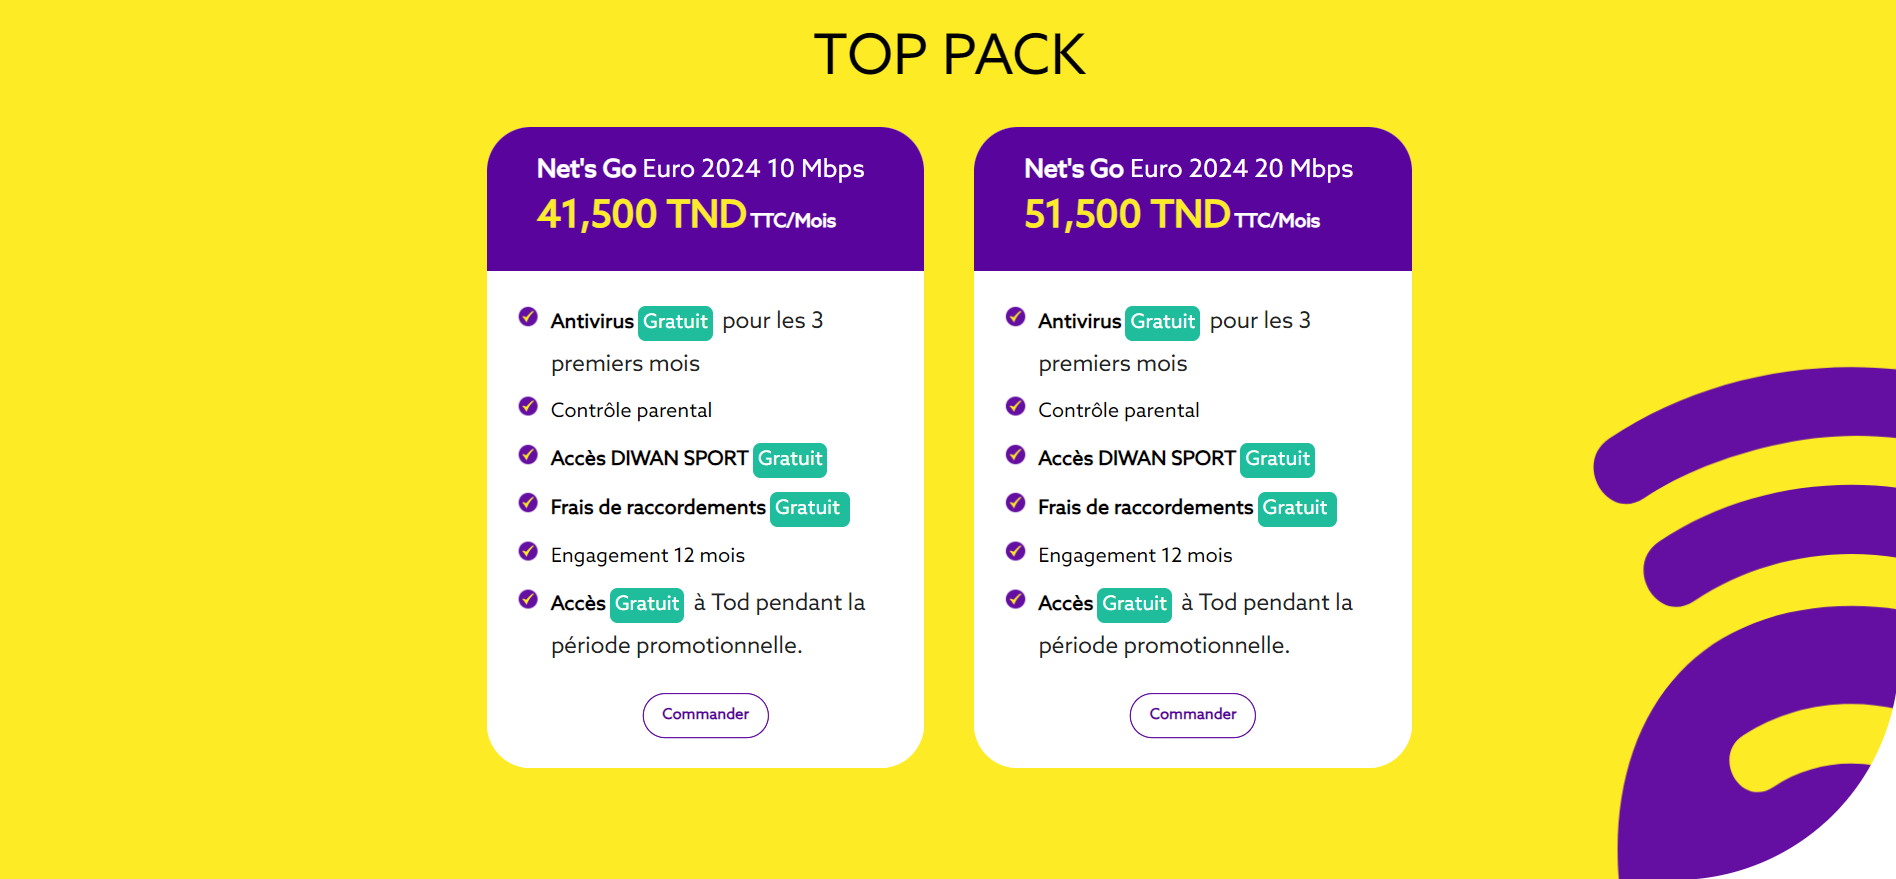 TOP PACK
Net's Go Euro 2024 10 Mbps
41,500 TND TTC/Mois
Antivirus Gratuit pour les 3
premiers mois
Contrôle parental
Accès DIWAN SPORT Gratuit
Frais de raccordements Gratuit
Engagement 12 mois
Accès Gratuit à Tod pendant la
période promotionnelle.
Commander
Net's Go Euro 2024 20 Mbps
51,500 TND TTC/Mois
Antivirus Gratuit pour les 3
premiers mois
Contrôle parental
Accès DIWAN SPORT Gratuit
Frais de raccordements Gratuit
Engagement 12 mois
Accès Gratuit à Tod pendant la
période promotionnelle.
Commander